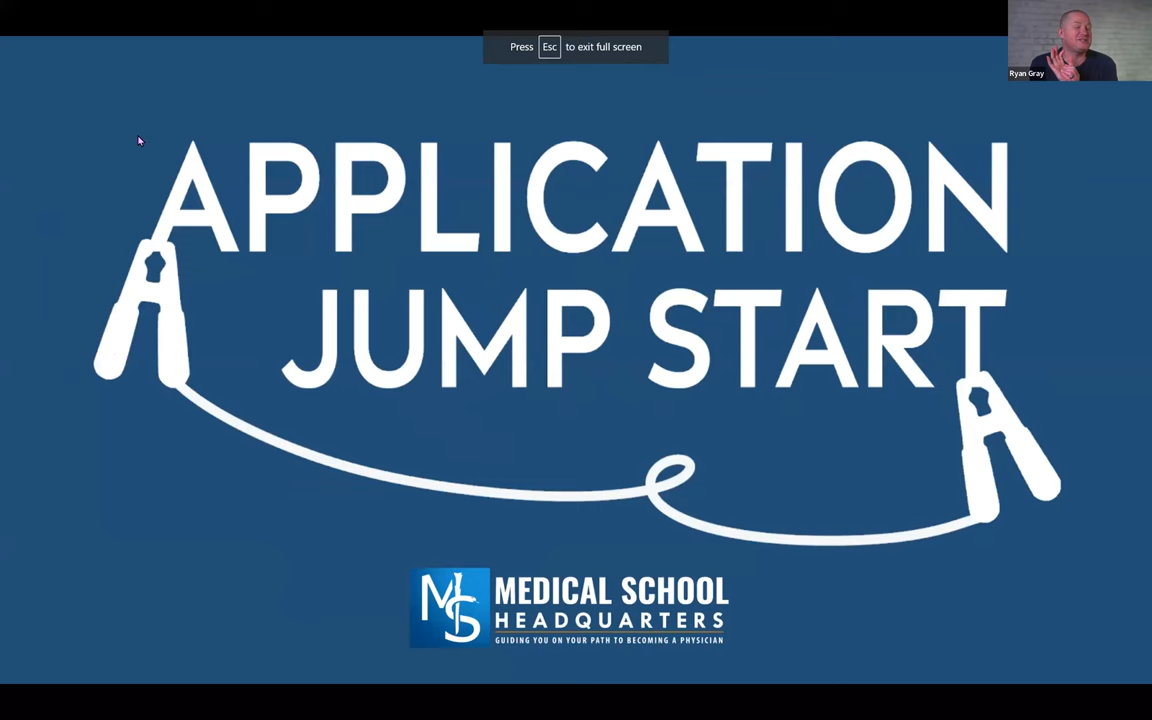 Press Esc to exit full screen
Ryan Gray
APPLICATION
JUMP START
MS
MEDICAL SCHOOL
HEADQUARTERS
GUIDING YOU ON YOUR PATH TO BECOMING A PHYSICIAN